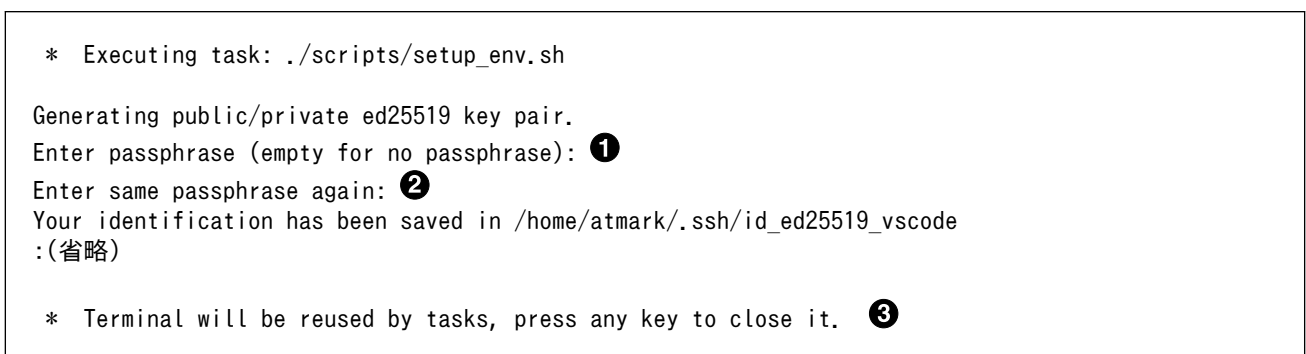 * Executing task: ./scripts/setup_env.sh
Generating public/private ed25519 key pair.
Enter passphrase (empty for no passphrase): ❶
Enter same passphrase again: ❷
Your identification has been saved in /home/atmark/.ssh/id_ed25519_vscode
:(省略)
* Terminal will be reused by tasks, press any key to close it. ❸